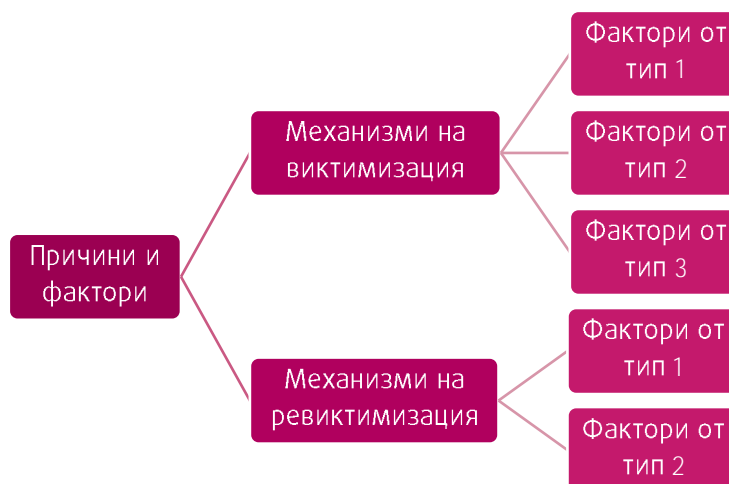 Причини и
фактори
Механизми на
виктимизация
Фактори от
тип 1
Фактори от
тип 2
Фактори от
тип 3
Механизми на
ревиктимизация
Фактори от
тип 1
Фактори от
тип 2